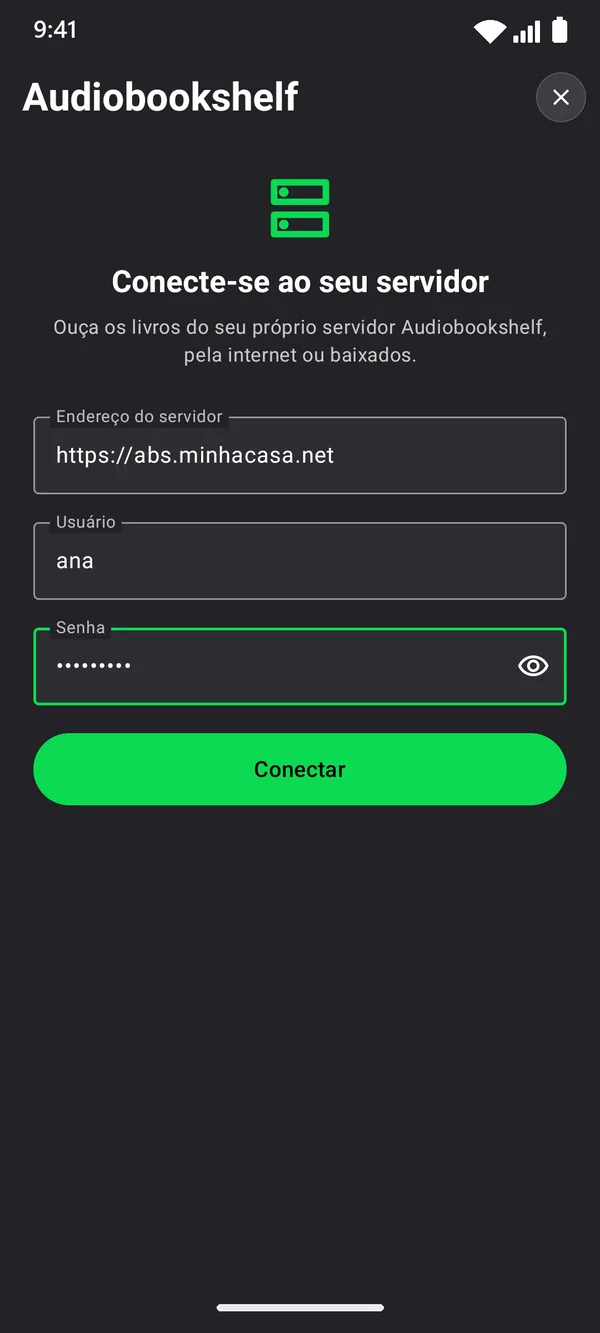 9:41
Audiobookshelf
Conecte-se ao seu servidor
Ouça os livros do seu próprio servidor Audiobookshelf,
pela internet ou baixados.
Endereço do servidor
https://abs.minhacasa.net
Usuário
ana
Senha
•••••••••
Conectar